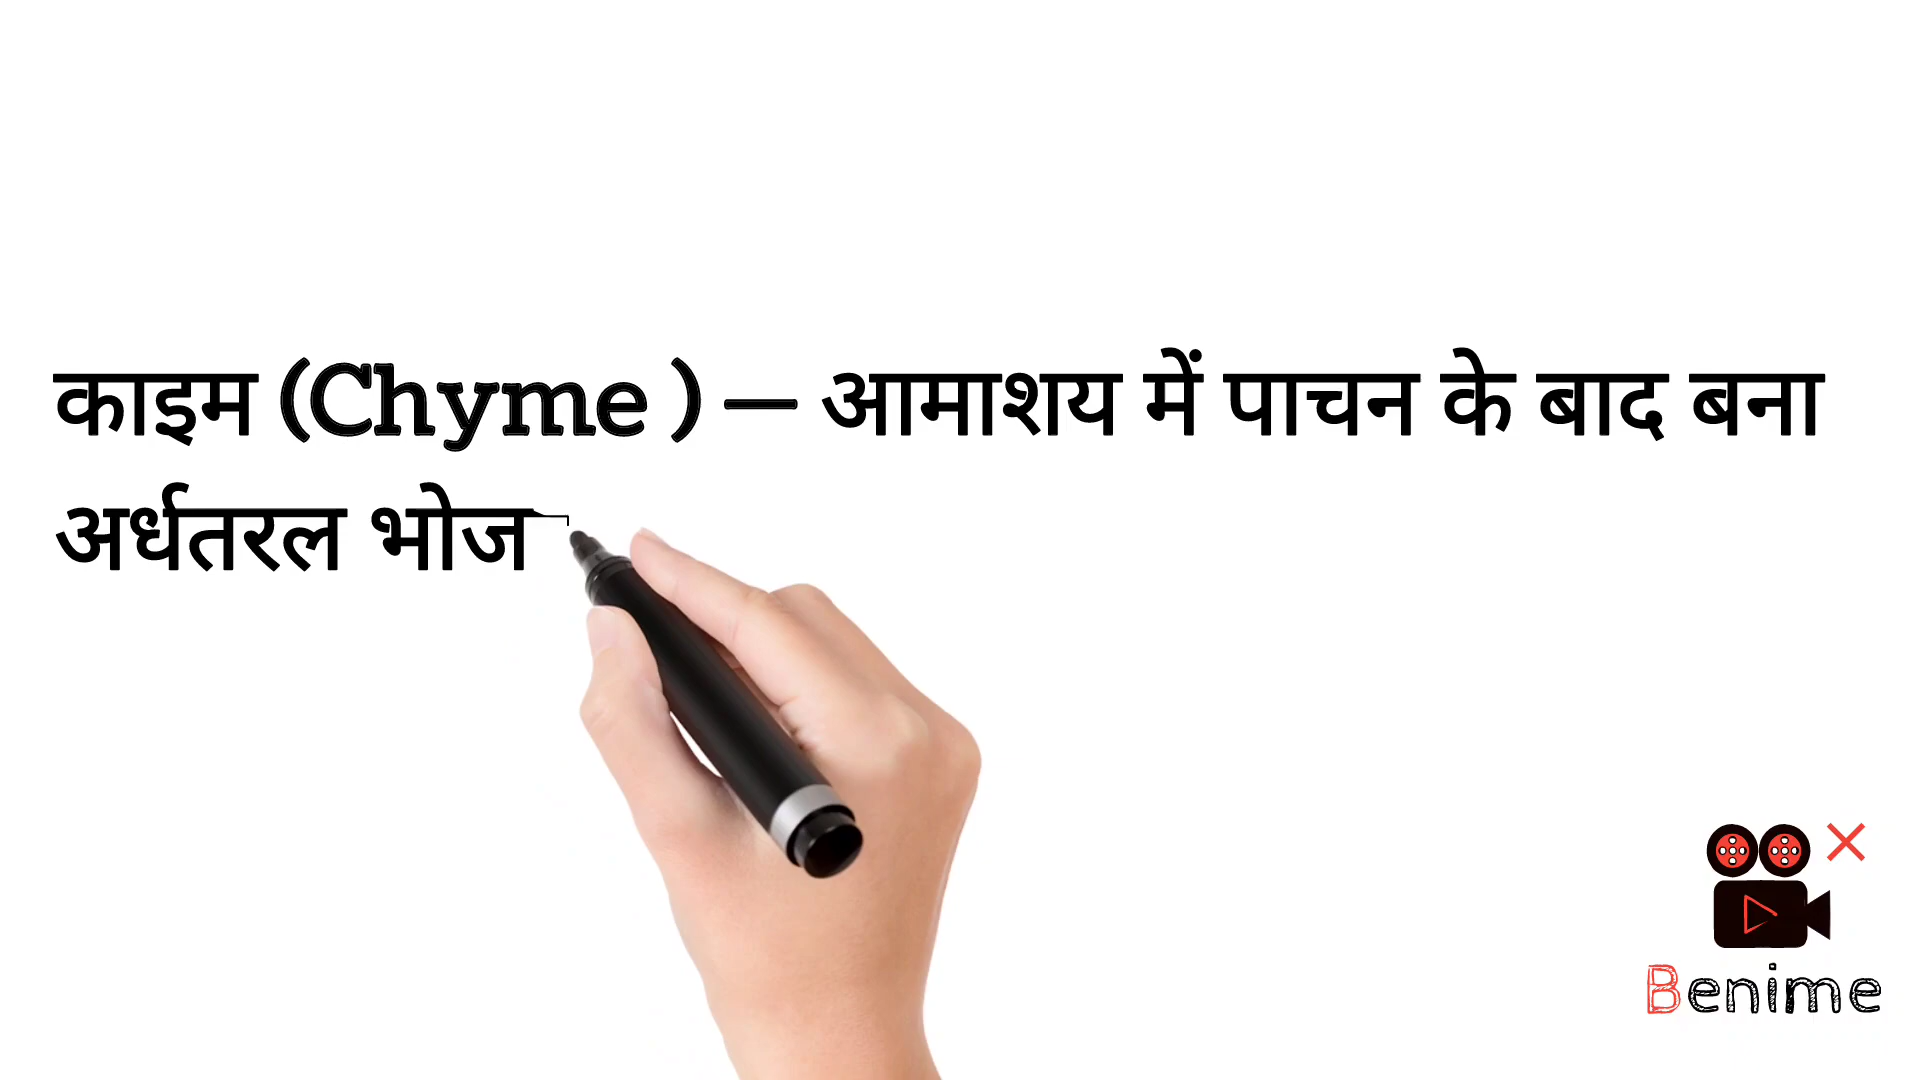 काइम (Chyme ) – आमाशय में पाचन के बाद बना
अर्धतरल भोज
Benime